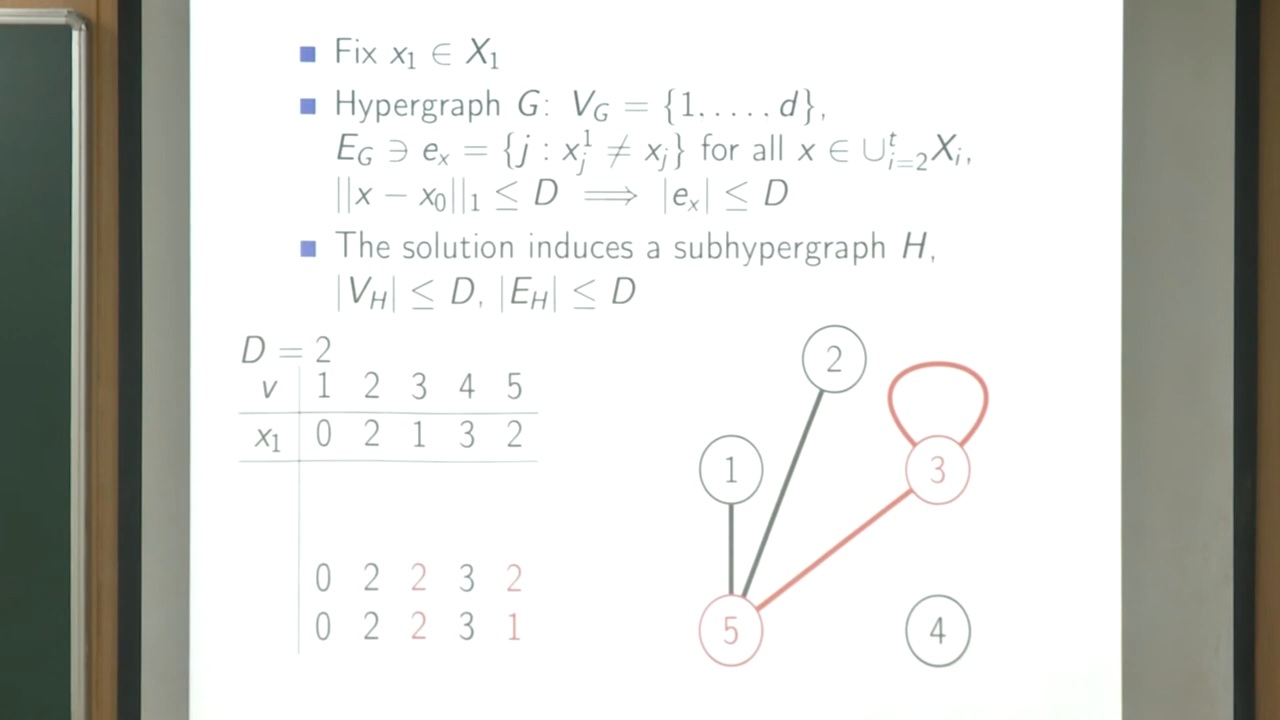 Fix x₁ ∈ X₁
Hypergraph G: V_G = {1, . . . , d},
E_G ∋ e_x = {j : x_j^1 ≠ x_j} for all x ∈ ∪_{i=2}^t X_i,
||x − x₀||₁ ≤ D ⟹ |e_x| ≤ D
The solution induces a subhypergraph H,
|V_H| ≤ D, |E_H| ≤ D
D = 2
v 1 2 3 4 5
x₁ 0 2 1 3 2
0 2 2 3 2
0 2 2 3 1
2
1
3
5
4